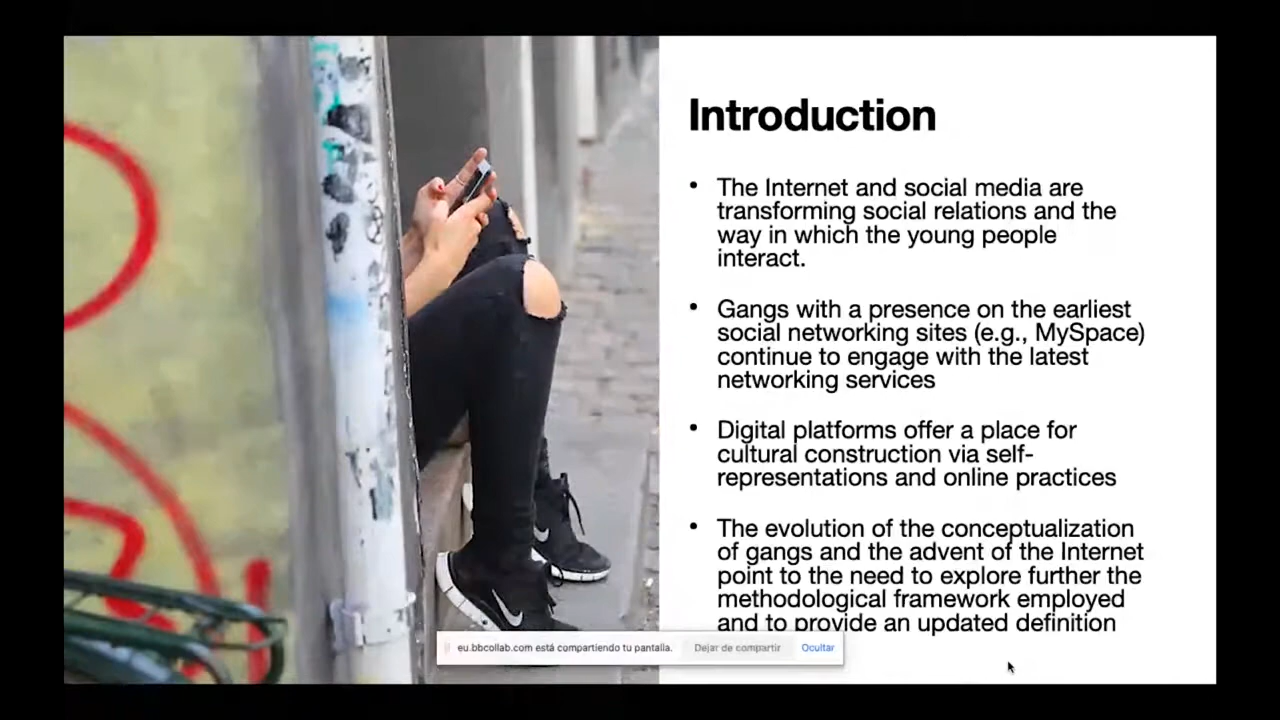 Introduction
• The Internet and social media are
transforming social relations and the
way in which the young people
interact.
• Gangs with a presence on the earliest
social networking sites (e.g., MySpace)
continue to engage with the latest
networking services
• Digital platforms offer a place for
cultural construction via self-
representations and online practices
• The evolution of the conceptualization
of gangs and the advent of the Internet
point to the need to explore further the
methodological framework employed
and to provide an updated definition
eu.bbcollab.com está compartiendo tu pantalla.
Dejar de compartir
Ocultar